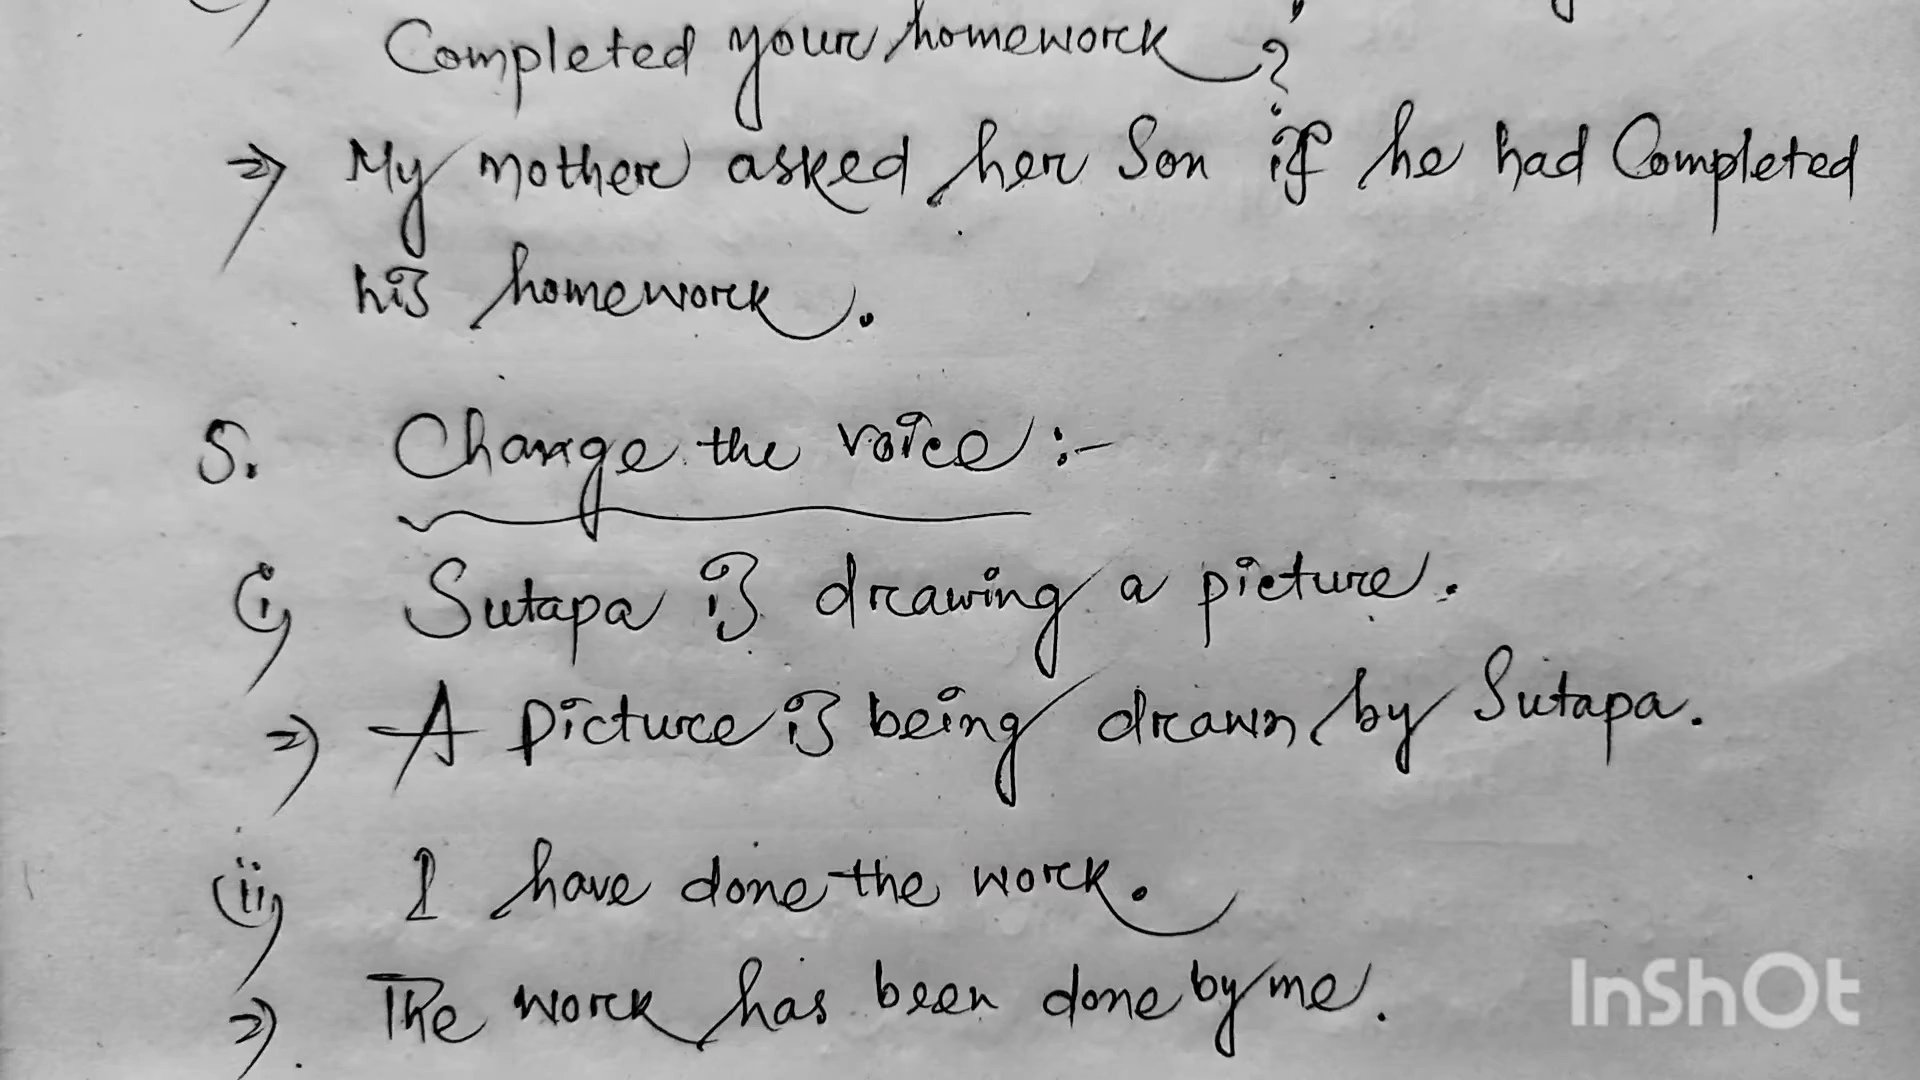 Completed your homework ?
⇒ My mother asked her Son if he had Completed
his homework.
5. Change the voice :-
(i) Sutapa is drawing a picture.
⇒ A picture is being drawn by Sutapa.
(ii) I have done the work.
⇒ The work has been done by me.
InShOt